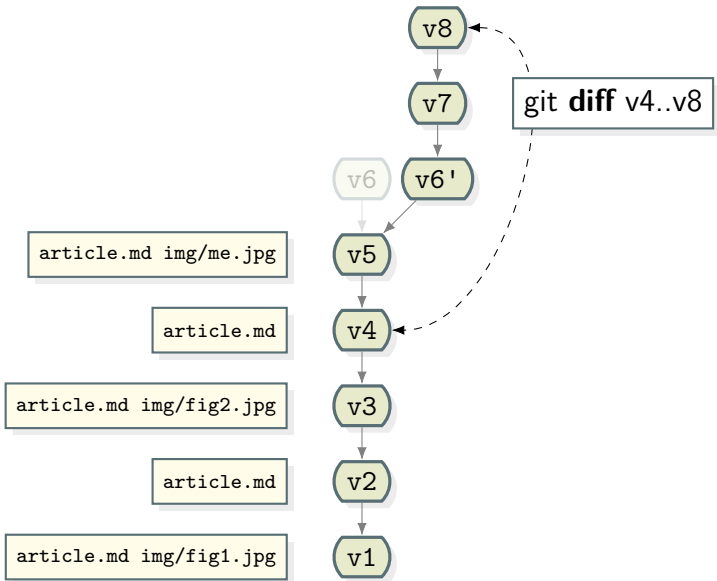 v8
v7
git diff v4..v8
v6
v6'
article.md img/me.jpg
v5
article.md
v4
article.md img/fig2.jpg
v3
article.md
v2
article.md img/fig1.jpg
v1